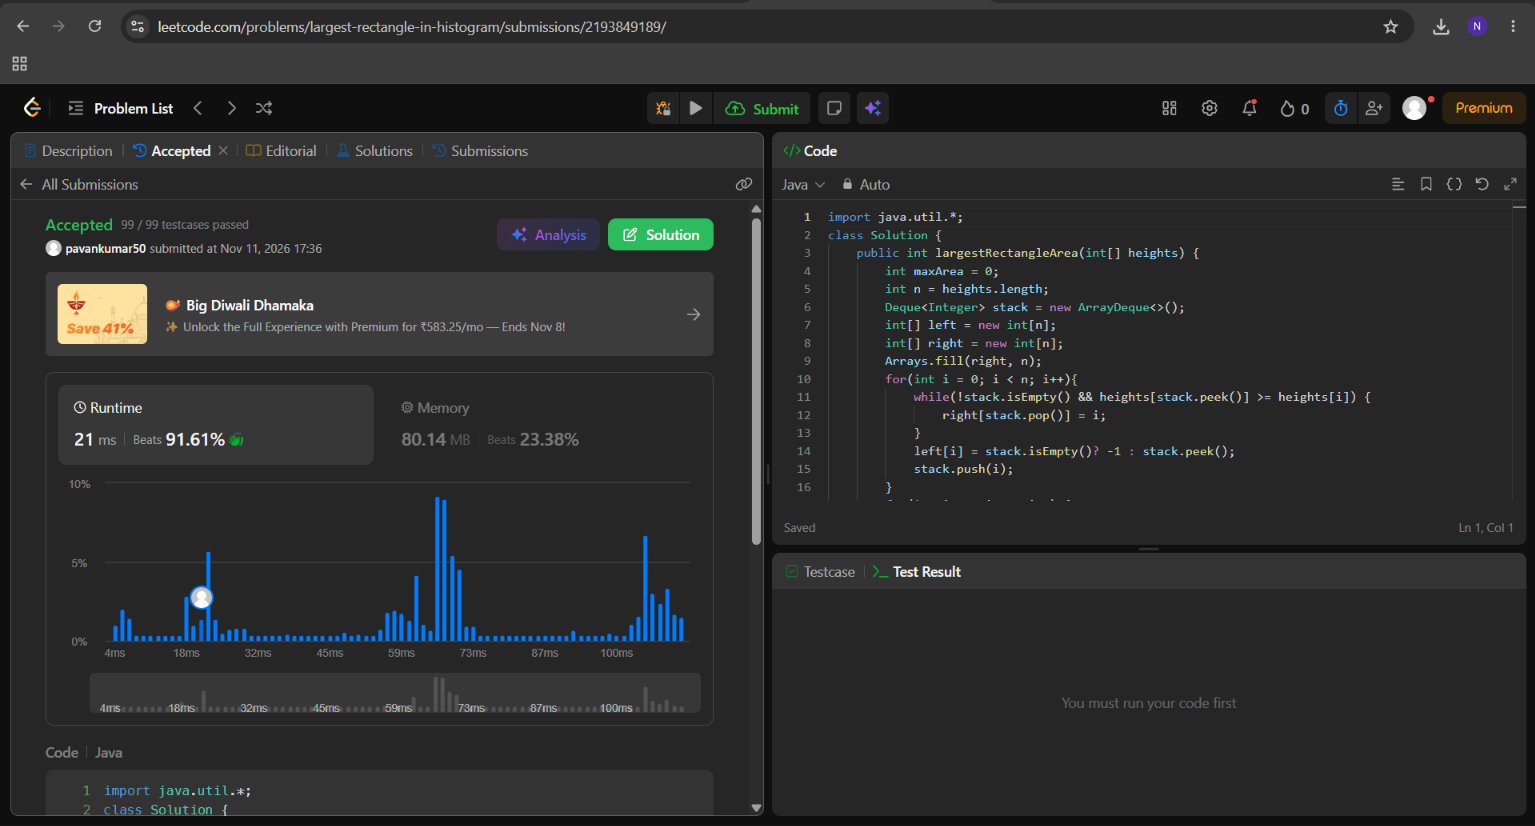 leetcode.com/problems/largest-rectangle-in-histogram/submissions/2193849189/
N
Problem List
Submit
0
Premium
Description
Accepted
Editorial
Solutions
Submissions
All Submissions
Accepted 99 / 99 testcases passed
pavankumar50 submitted at Nov 11, 2026 17:36
Analysis
Solution
Save 41%
Big Diwali Dhamaka
Unlock the Full Experience with Premium for ₹583.25/mo — Ends Nov 8!
Runtime
21 ms Beats 91.61%
Memory
80.14 MB Beats 23.38%
10%
5%
0%
4ms 18ms 32ms 45ms 59ms 73ms 87ms 100ms
4ms 18ms 32ms 45ms 59ms 73ms 87ms 100ms
Code Java
1 import java.util.*;
2 class Solution {
</> Code
Java Auto
1 import java.util.*;
2 class Solution {
3 public int largestRectangleArea(int[] heights) {
4 int maxArea = 0;
5 int n = heights.length;
6 Deque<Integer> stack = new ArrayDeque<>();
7 int[] left = new int[n];
8 int[] right = new int[n];
9 Arrays.fill(right, n);
10 for(int i = 0; i < n; i++){
11 while(!stack.isEmpty() && heights[stack.peek()] >= heights[i]) {
12 right[stack.pop()] = i;
13 }
14 left[i] = stack.isEmpty()? -1 : stack.peek();
15 stack.push(i);
16 }
Saved
Ln 1, Col 1
Testcase
Test Result
You must run your code first